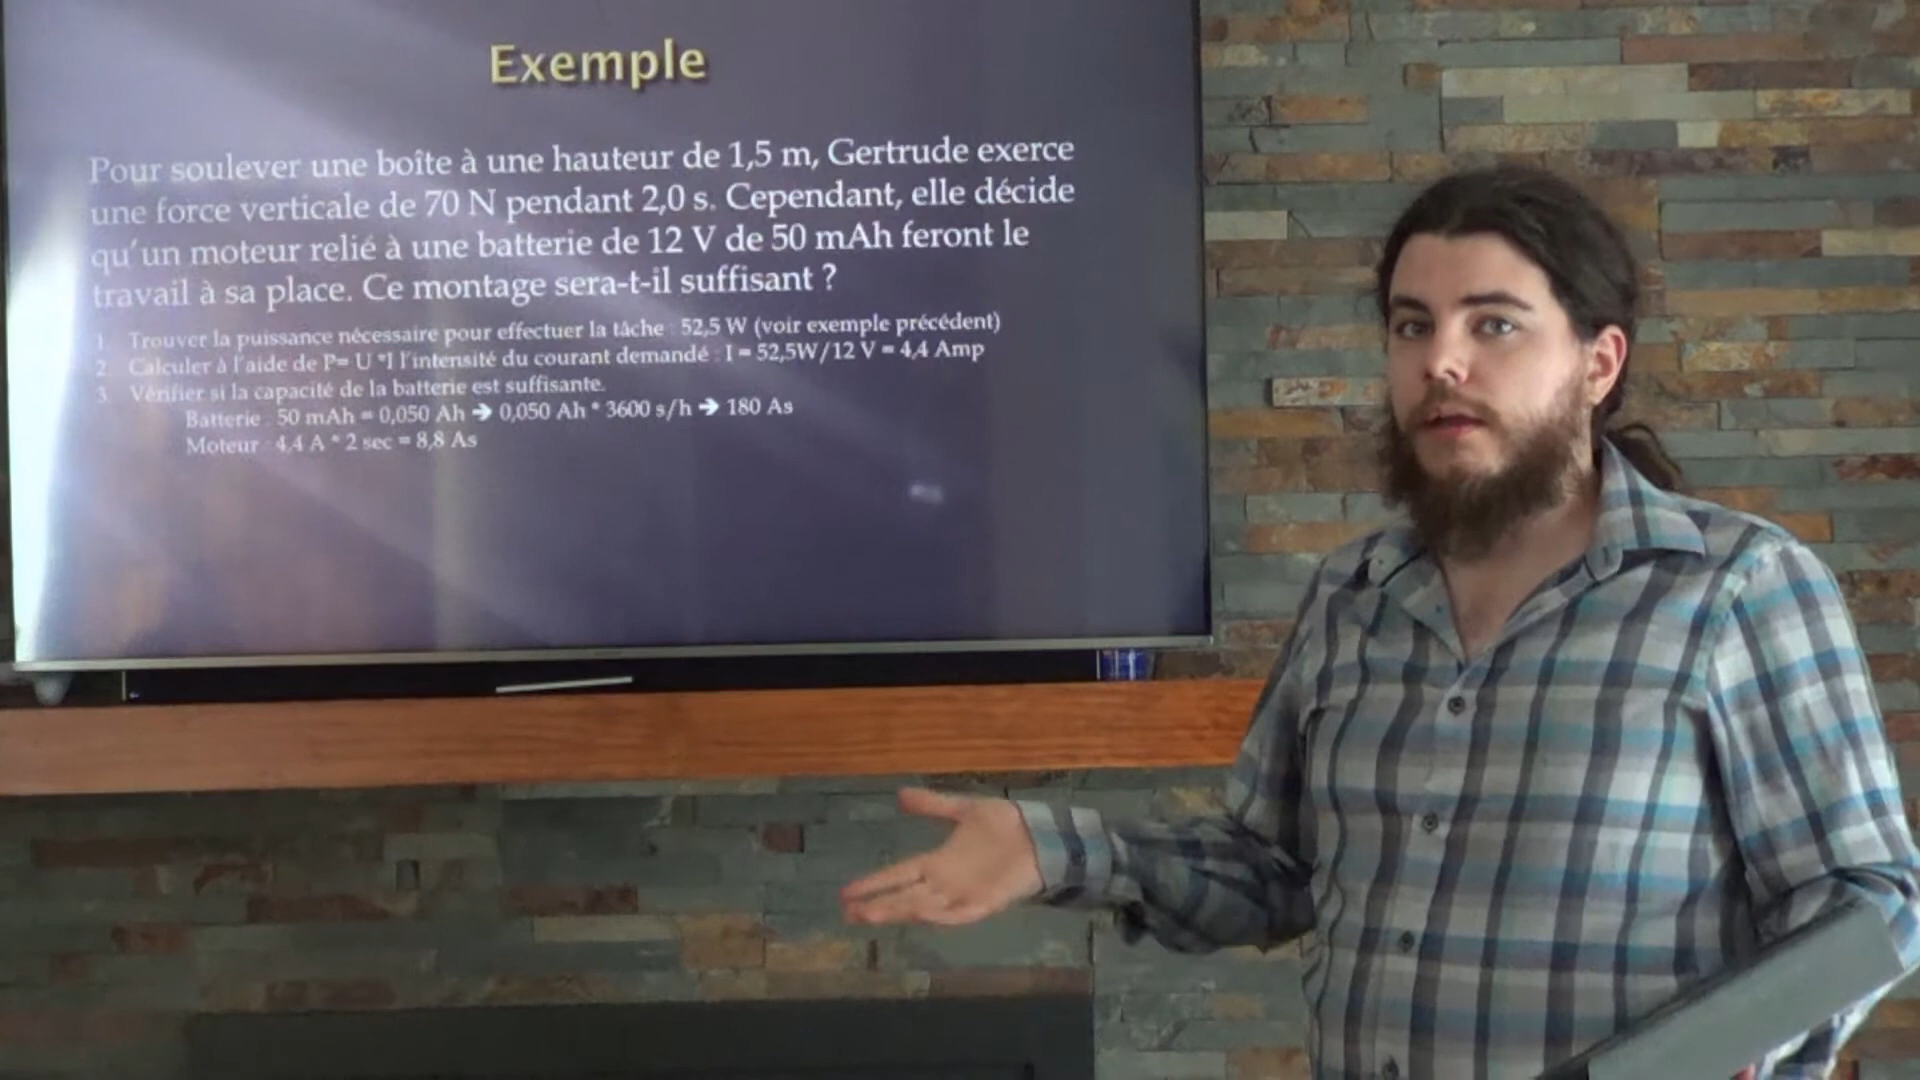 Exemple
Pour soulever une boîte à une hauteur de 1,5 m, Gertrude exerce
une force verticale de 70 N pendant 2,0 s. Cependant, elle décide
qu'un moteur relié à une batterie de 12 V de 50 mAh feront le
travail à sa place. Ce montage sera-t-il suffisant ?
1. Trouver la puissance nécessaire pour effectuer la tâche : 52,5 W (voir exemple précédent)
2. Calculer à l'aide de P= U *I l'intensité du courant demandé : I = 52,5W/12 V = 4,4 Amp
3. Vérifier si la capacité de la batterie est suffisante.
Batterie : 50 mAh = 0,050 Ah ➔ 0,050 Ah * 3600 s/h ➔ 180 As
Moteur : 4,4 A * 2 sec = 8,8 As